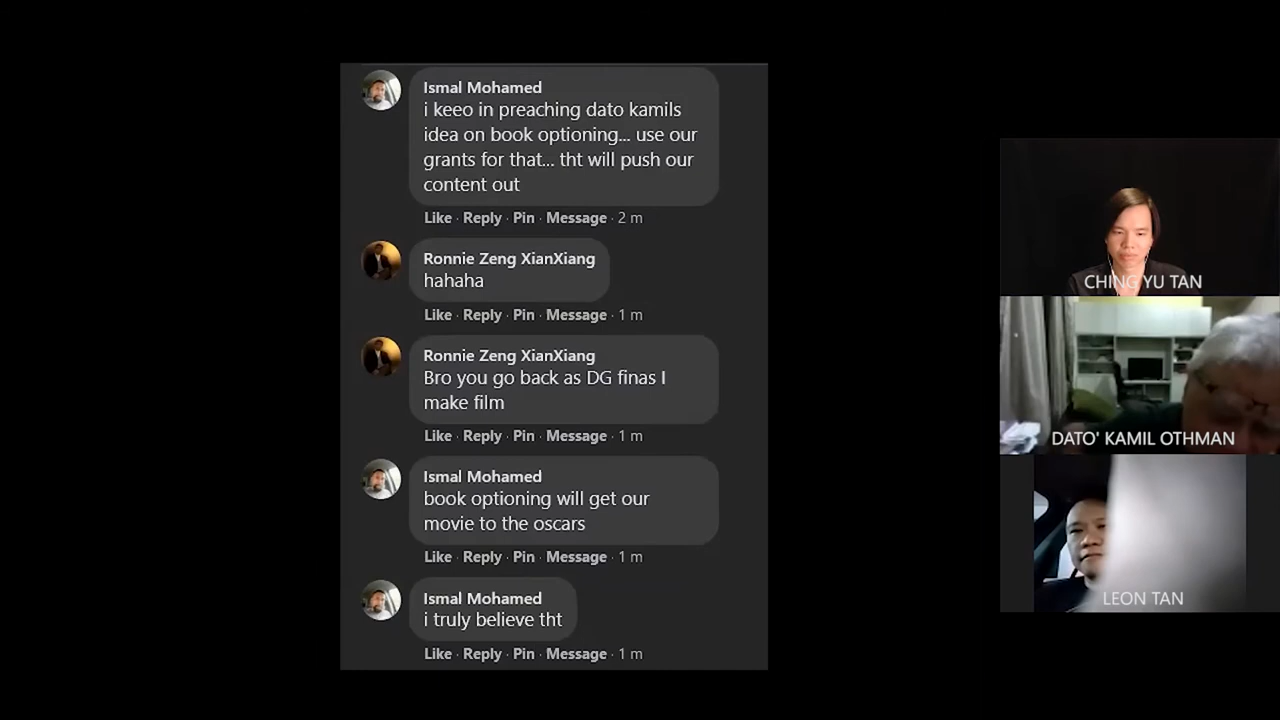 Ismal Mohamed
i keeo in preaching dato kamils
idea on book optioning... use our
grants for that... tht will push our
content out
Like · Reply · Pin · Message · 2 m
Ronnie Zeng XianXiang
hahaha
Like · Reply · Pin · Message · 1 m
Ronnie Zeng XianXiang
Bro you go back as DG finas I
make film
Like · Reply · Pin · Message · 1 m
Ismal Mohamed
book optioning will get our
movie to the oscars
Like · Reply · Pin · Message · 1 m
Ismal Mohamed
i truly believe tht
Like · Reply · Pin · Message · 1 m
CHING YU TAN
DATO' KAMIL OTHMAN
LEON TAN